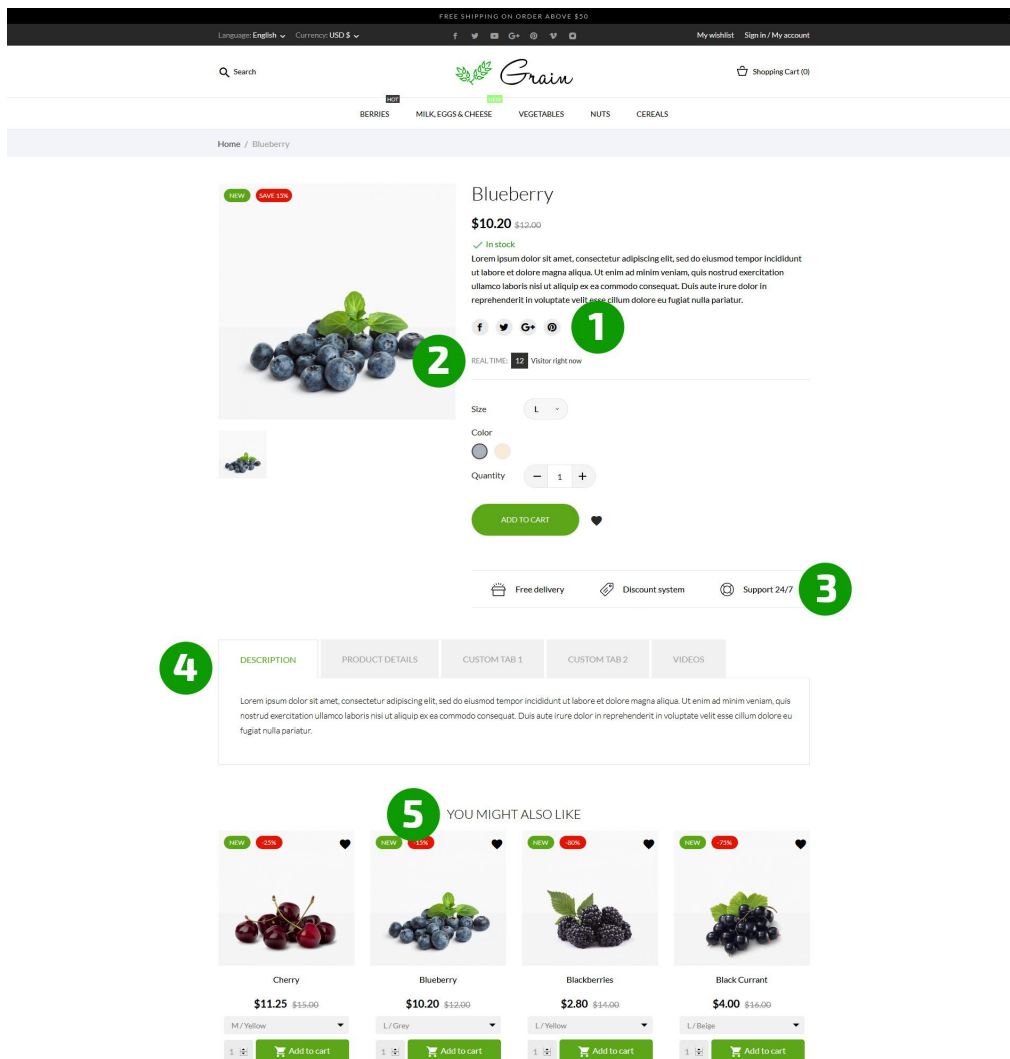 FREE SHIPPING ON ORDER ABOVE $50
Language: English Currency: USD $ My wishlist Sign in / My account
Search
Grain
Shopping Cart (0)
HOT
BERRIES MILK, EGGS & CHEESE VEGETABLES NUTS CEREALS
Home / Blueberry
NEW SAVE 15%
Blueberry
$10.20 $12.00
In stock
Lorem ipsum dolor sit amet, consectetur adipiscing elit, sed do eiusmod tempor incididunt
ut labore et dolore magna aliqua. Ut enim ad minim veniam, quis nostrud exercitation
ullamco laboris nisi ut aliquip ex ea commodo consequat. Duis aute irure dolor in
reprehenderit in voluptate velit esse cillum dolore eu fugiat nulla pariatur.
1
2
REAL TIME: 12 Visitor right now
Size L
Color
Quantity − 1 +
ADD TO CART
Free delivery Discount system Support 24/7
3
4
DESCRIPTION PRODUCT DETAILS CUSTOM TAB 1 CUSTOM TAB 2 VIDEOS
Lorem ipsum dolor sit amet, consectetur adipiscing elit, sed do eiusmod tempor incididunt ut labore et dolore magna aliqua. Ut enim ad minim veniam, quis
nostrud exercitation ullamco laboris nisi ut aliquip ex ea commodo consequat. Duis aute irure dolor in reprehenderit in voluptate velit esse cillum dolore eu
fugiat nulla pariatur.
5
YOU MIGHT ALSO LIKE
NEW -25% NEW -15% NEW -80% NEW -75%
Cherry Blueberry Blackberries Black Currant
$11.25 $15.00 $10.20 $12.00 $2.80 $14.00 $4.00 $16.00
M / Yellow L / Grey L / Yellow L / Beige
1 Add to cart 1 Add to cart 1 Add to cart 1 Add to cart